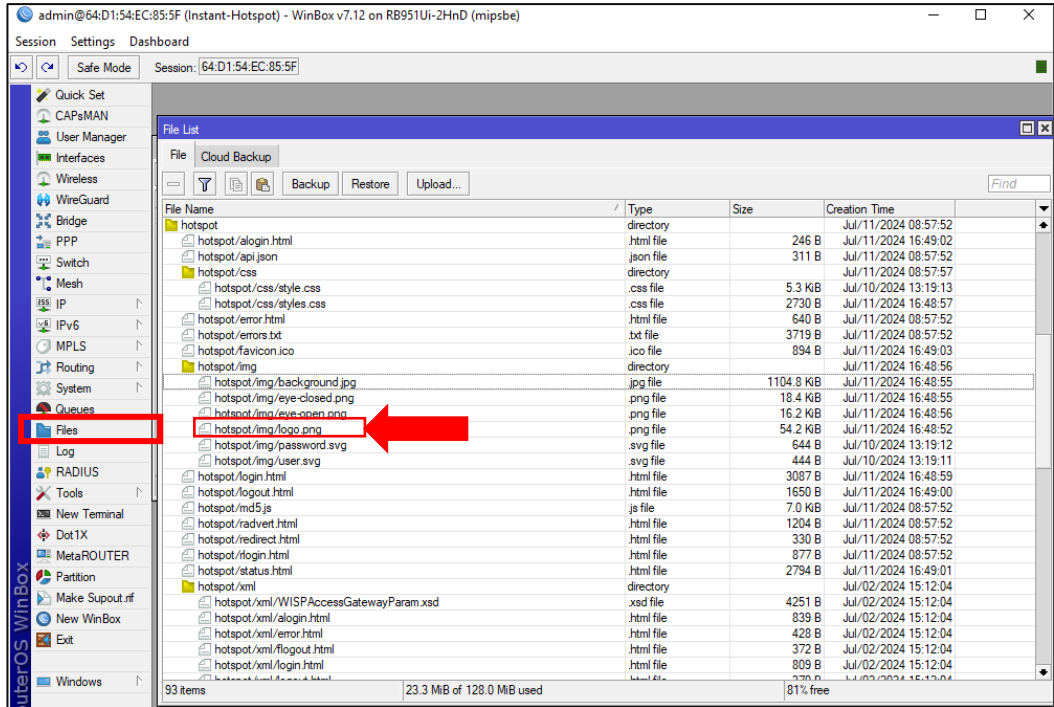 admin@64:D1:54:EC:85:5F (Instant-Hotspot) - WinBox v7.12 on RB951Ui-2HnD (mipsbe)
Session Settings Dashboard
Safe Mode Session: 64:D1:54:EC:85:5F
Quick Set
CAPsMAN
User Manager
Interfaces
Wireless
WireGuard
Bridge
PPP
Switch
Mesh
IP
IPv6
MPLS
Routing
System
Queues
Files
Log
RADIUS
Tools
New Terminal
Dot1X
MetaROUTER
Partition
Make Supout.rif
New WinBox
Exit
Windows
uterOS WinBox
File List
File Cloud Backup
Backup Restore Upload... Find
File Name Type Size Creation Time
hotspot directory Jul/11/2024 08:57:52
hotspot/alogin.html .html file 246 B Jul/11/2024 16:49:02
hotspot/api.json .json file 311 B Jul/11/2024 08:57:52
hotspot/css directory Jul/11/2024 08:57:57
hotspot/css/style.css .css file 5.3 KiB Jul/10/2024 13:19:13
hotspot/css/styles.css .css file 2730 B Jul/11/2024 16:48:57
hotspot/error.html .html file 640 B Jul/11/2024 08:57:52
hotspot/errors.txt .txt file 3719 B Jul/11/2024 08:57:52
hotspot/favicon.ico .ico file 894 B Jul/11/2024 16:49:03
hotspot/img directory Jul/11/2024 16:48:56
hotspot/img/background.jpg .jpg file 1104.8 KiB Jul/11/2024 16:48:55
hotspot/img/eye-closed.png .png file 18.4 KiB Jul/11/2024 16:48:55
hotspot/img/eye-open.png .png file 16.2 KiB Jul/11/2024 16:48:56
hotspot/img/logo.png .png file 54.2 KiB Jul/11/2024 16:48:52
hotspot/img/password.svg .svg file 644 B Jul/10/2024 13:19:12
hotspot/img/user.svg .svg file 444 B Jul/10/2024 13:19:11
hotspot/login.html .html file 3087 B Jul/11/2024 16:48:59
hotspot/logout.html .html file 1650 B Jul/11/2024 16:49:00
hotspot/md5.js .js file 7.0 KiB Jul/11/2024 08:57:52
hotspot/radvert.html .html file 1204 B Jul/11/2024 08:57:52
hotspot/redirect.html .html file 330 B Jul/11/2024 08:57:52
hotspot/rlogin.html .html file 877 B Jul/11/2024 08:57:52
hotspot/status.html .html file 2794 B Jul/11/2024 16:49:01
hotspot/xml directory Jul/02/2024 15:12:04
hotspot/xml/WISPAccessGatewayParam.xsd .xsd file 4251 B Jul/02/2024 15:12:04
hotspot/xml/alogin.html .html file 839 B Jul/02/2024 15:12:04
hotspot/xml/error.html .html file 428 B Jul/02/2024 15:12:04
hotspot/xml/flogout.html .html file 372 B Jul/02/2024 15:12:04
hotspot/xml/login.html .html file 809 B Jul/02/2024 15:12:04
93 items 23.3 MiB of 128.0 MiB used 81% free